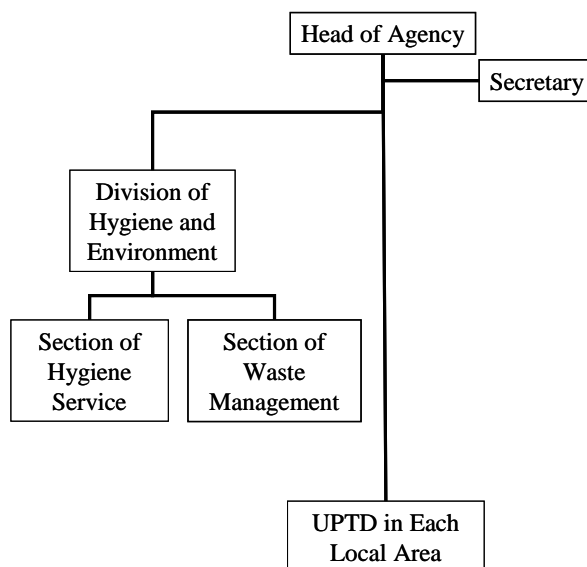 Head of Agency
Secretary
Division of
Hygiene and
Environment
Section of
Hygiene
Service
Section of
Waste
Management
UPTD in Each
Local Area